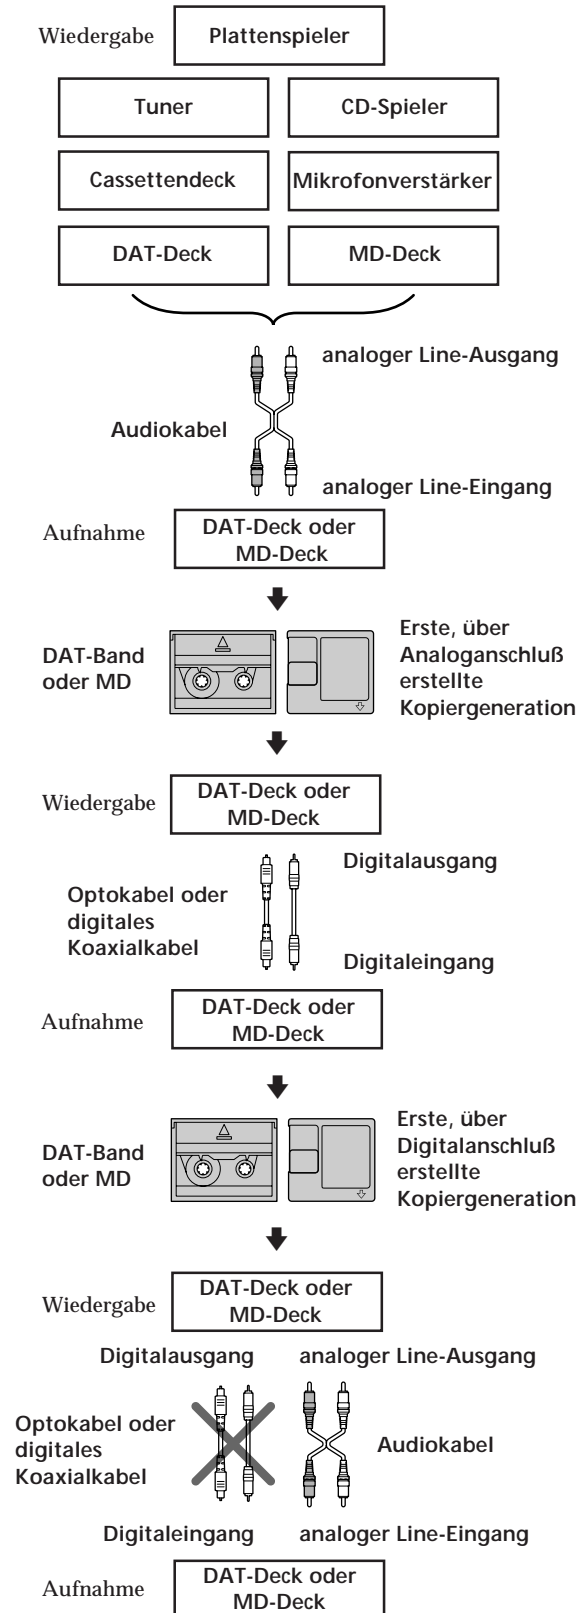 Wiedergabe
Plattenspieler
Tuner
CD-Spieler
Cassettendeck
Mikrofonverstärker
DAT-Deck
MD-Deck
analoger Line-Ausgang
Audiokabel
analoger Line-Eingang
Aufnahme
DAT-Deck oder
MD-Deck
DAT-Band
oder MD
Erste, über
Analoganschluß
erstellte
Kopiergeneration
Wiedergabe
DAT-Deck oder
MD-Deck
Digitalausgang
Optokabel oder
digitales
Koaxialkabel
Digitaleingang
Aufnahme
DAT-Deck oder
MD-Deck
DAT-Band
oder MD
Erste, über
Digitalanschluß
erstellte
Kopiergeneration
Wiedergabe
DAT-Deck oder
MD-Deck
Digitalausgang
analoger Line-Ausgang
Optokabel oder
digitales
Koaxialkabel
Audiokabel
Digitaleingang
analoger Line-Eingang
Aufnahme
DAT-Deck oder
MD-Deck